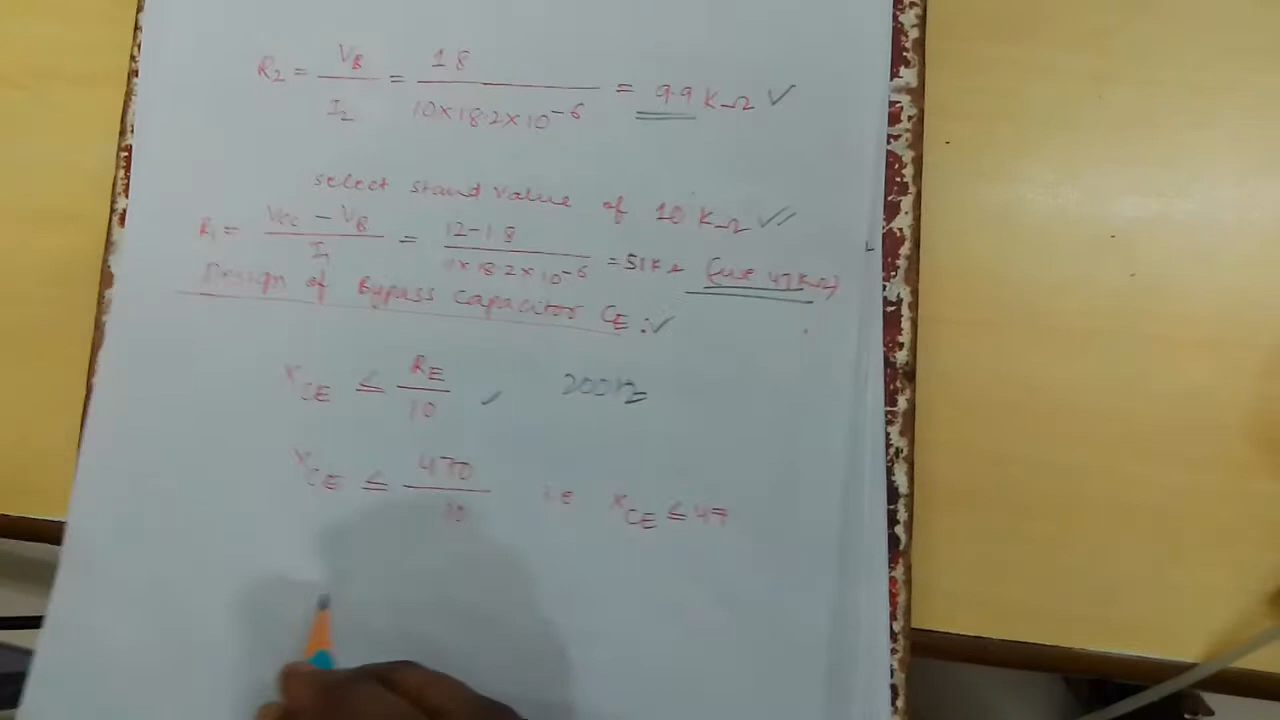 R2 = VB / I2 = 1 8 / 10×18.2×10^-6 = 9.9 KΩ ✓
select stand value of 10 KΩ ✓
R1 = Vcc - VB / I1 = 12-1 8 / 18.2×10^-6 = 51KΩ (use 47KΩ)
Design of Bypass Capacitor CE : ✓
XCE ≤ RE / 10 ✓ 200Hz
XCE ≤ 470 / 10 i.e XCE ≤ 47